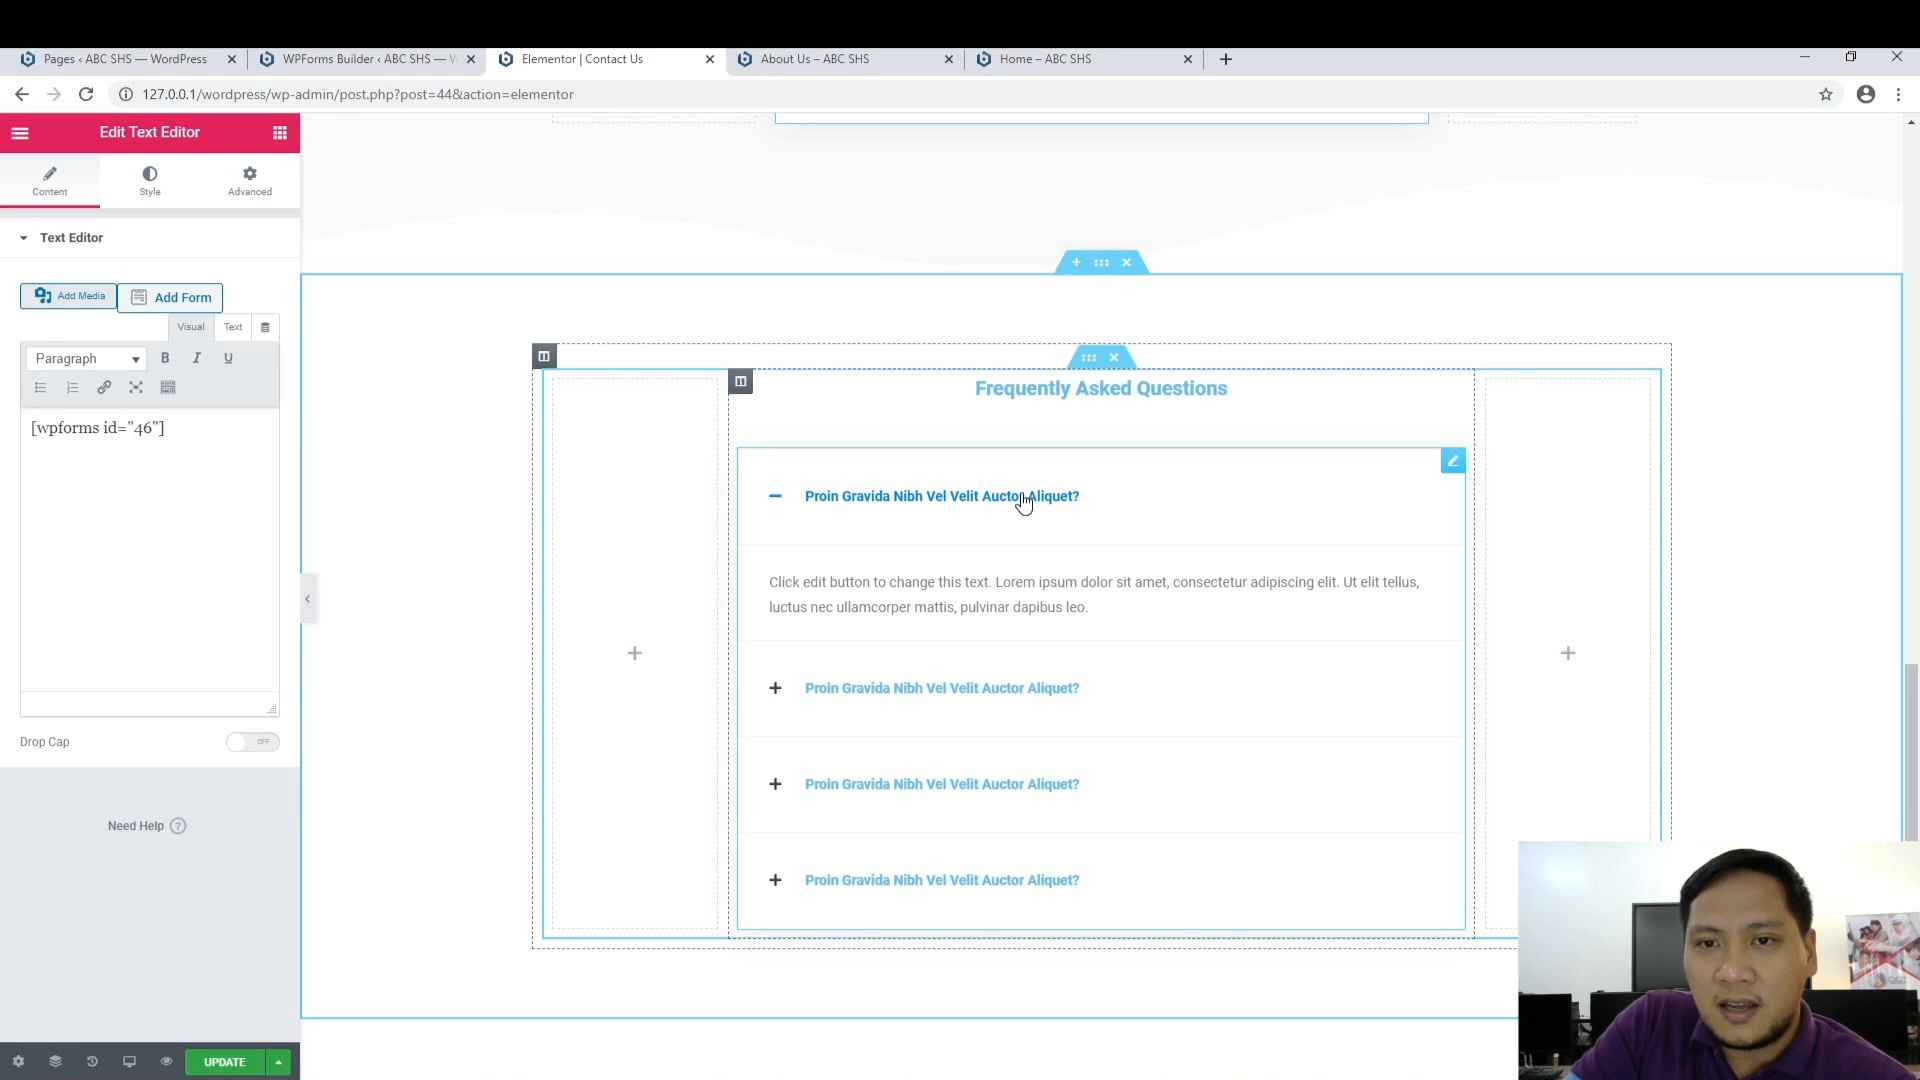 Pages ‹ ABC SHS — WordPress
WPForms Builder ‹ ABC SHS — W
Elementor | Contact Us
About Us – ABC SHS
Home – ABC SHS
127.0.0.1/wordpress/wp-admin/post.php?post=44&action=elementor
Edit Text Editor
Content
Style
Advanced
Text Editor
Add Media
Add Form
Visual
Text
Paragraph
B I U
[wpforms id="46"]
Drop Cap
OFF
Need Help ?
UPDATE
Frequently Asked Questions
Proin Gravida Nibh Vel Velit Auctor Aliquet?
Click edit button to change this text. Lorem ipsum dolor sit amet, consectetur adipiscing elit. Ut elit tellus,
luctus nec ullamcorper mattis, pulvinar dapibus leo.
Proin Gravida Nibh Vel Velit Auctor Aliquet?
Proin Gravida Nibh Vel Velit Auctor Aliquet?
Proin Gravida Nibh Vel Velit Auctor Aliquet?